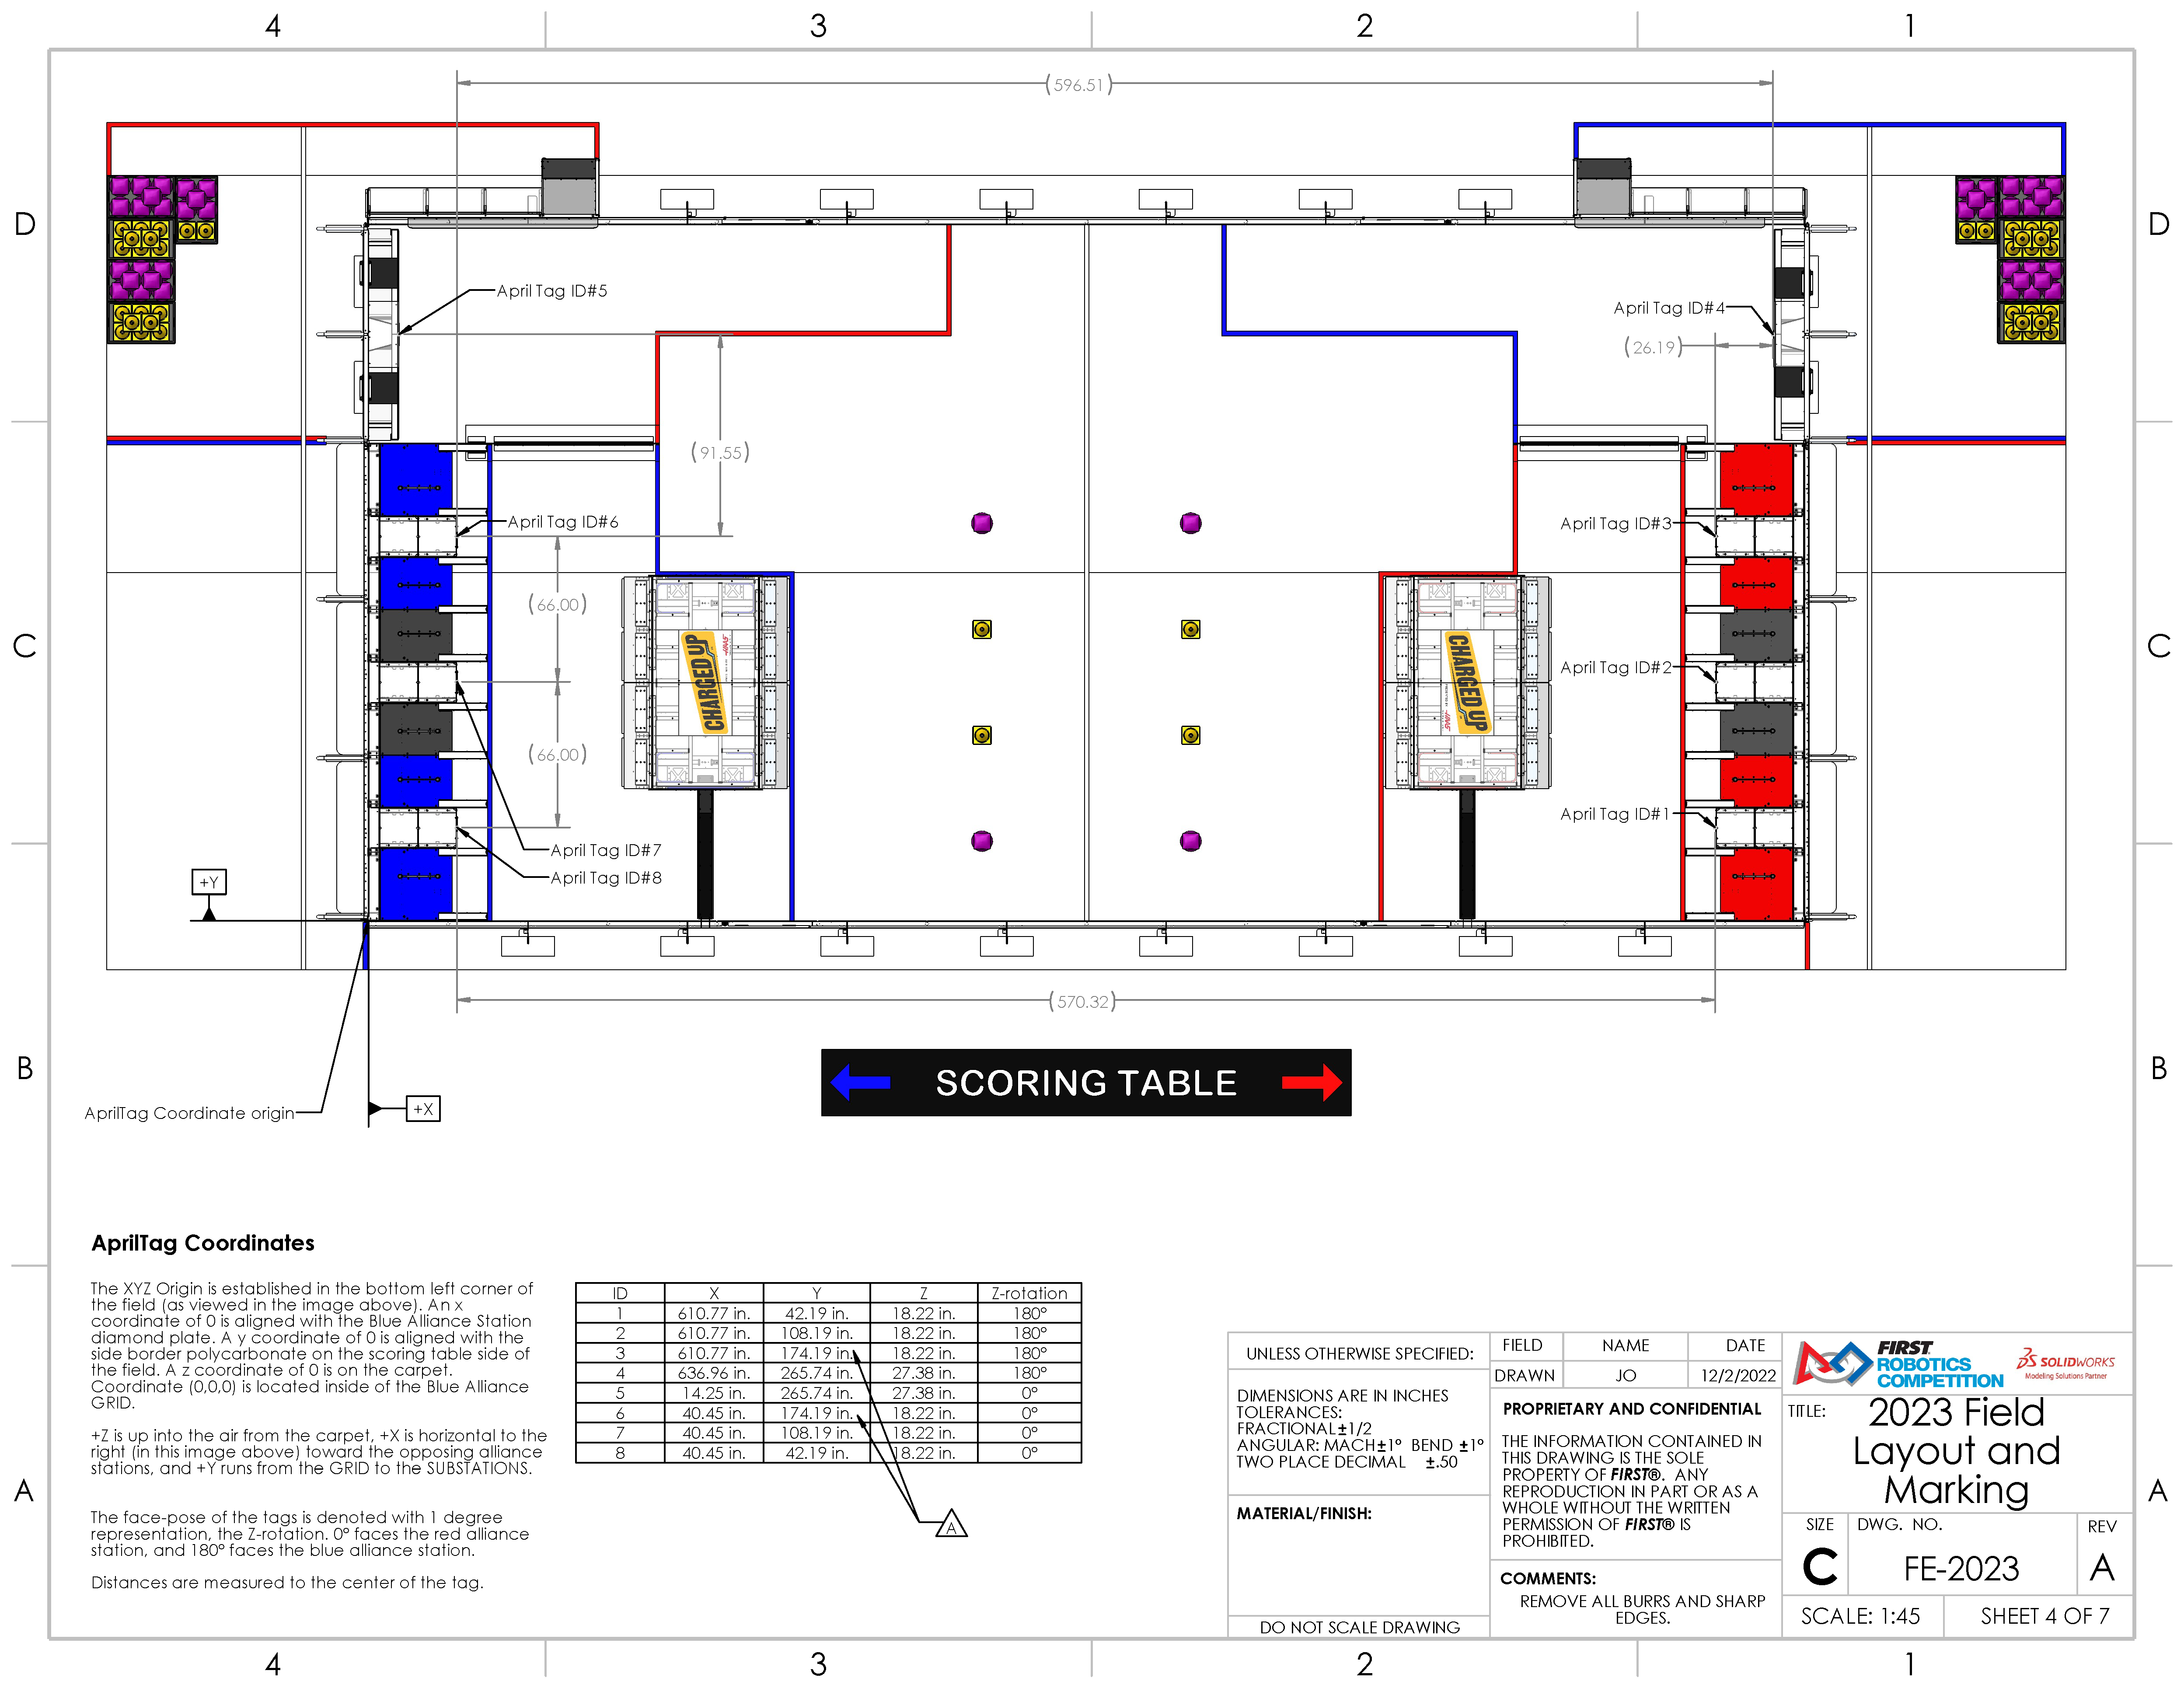 4 3 2 1
(596.51)
D D
April Tag ID#5
April Tag ID#4
(26.19)
(91.55)
April Tag ID#6
April Tag ID#3
(66.00)
C C
CHARGED UP
CHARGED UP
April Tag ID#2
(66.00)
April Tag ID#1
April Tag ID#7
April Tag ID#8
+Y
(570.32)
B B
SCORING TABLE
AprilTag Coordinate origin
+X
AprilTag Coordinates
The XYZ Origin is established in the bottom left corner of
the field (as viewed in the image above). An x
coordinate of 0 is aligned with the Blue Alliance Station
diamond plate. A y coordinate of 0 is aligned with the
side border polycarbonate on the scoring table side of
the field. A z coordinate of 0 is on the carpet.
Coordinate (0,0,0) is located inside of the Blue Alliance
GRID.
+Z is up into the air from the carpet, +X is horizontal to the
right (in this image above) toward the opposing alliance
stations, and +Y runs from the GRID to the SUBSTATIONS.
The face-pose of the tags is denoted with 1 degree
representation, the Z-rotation. 0° faces the red alliance
station, and 180° faces the blue alliance station.
Distances are measured to the center of the tag.
ID X Y Z Z-rotation
1 610.77 in. 42.19 in. 18.22 in. 180°
2 610.77 in. 108.19 in. 18.22 in. 180°
3 610.77 in. 174.19 in. 18.22 in. 180°
4 636.96 in. 265.74 in. 27.38 in. 180°
5 14.25 in. 265.74 in. 27.38 in. 0°
6 40.45 in. 174.19 in. 18.22 in. 0°
7 40.45 in. 108.19 in. 18.22 in. 0°
8 40.45 in. 42.19 in. 18.22 in. 0°
A
UNLESS OTHERWISE SPECIFIED:
DIMENSIONS ARE IN INCHES
TOLERANCES:
FRACTIONAL±1/2
ANGULAR: MACH±1° BEND ±1°
TWO PLACE DECIMAL ±.50
MATERIAL/FINISH:
DO NOT SCALE DRAWING
FIELD NAME DATE
DRAWN JO 12/2/2022
PROPRIETARY AND CONFIDENTIAL
THE INFORMATION CONTAINED IN
THIS DRAWING IS THE SOLE
PROPERTY OF FIRST®. ANY
REPRODUCTION IN PART OR AS A
WHOLE WITHOUT THE WRITTEN
PERMISSION OF FIRST® IS
PROHIBITED.
COMMENTS:
REMOVE ALL BURRS AND SHARP
EDGES.
FIRST
ROBOTICS
COMPETITION
SOLIDWORKS
Modeling Solutions Partner
TITLE:
2023 Field
Layout and
Marking
SIZE DWG. NO. REV
C FE-2023 A
SCALE: 1:45 SHEET 4 OF 7
A A
4 3 2 1